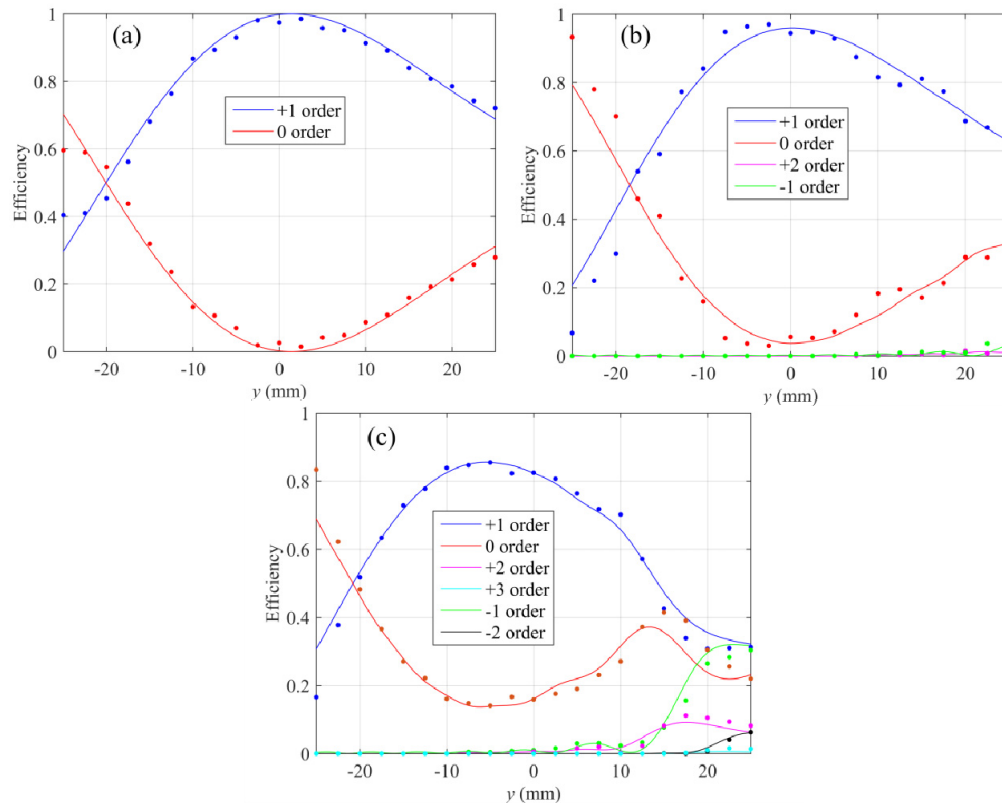 (a)
1
0.8
0.6
0.4
0.2
0
Efficiency
+1 order
0 order
-20 -10 0 10 20
y (mm)
(b)
1
0.8
0.6
0.4
0.2
0
Efficiency
+1 order
0 order
+2 order
-1 order
-20 -10 0 10 20
y (mm)
(c)
1
0.8
0.6
0.4
0.2
0
Efficiency
+1 order
0 order
+2 order
+3 order
-1 order
-2 order
-20 -10 0 10 20
y (mm)